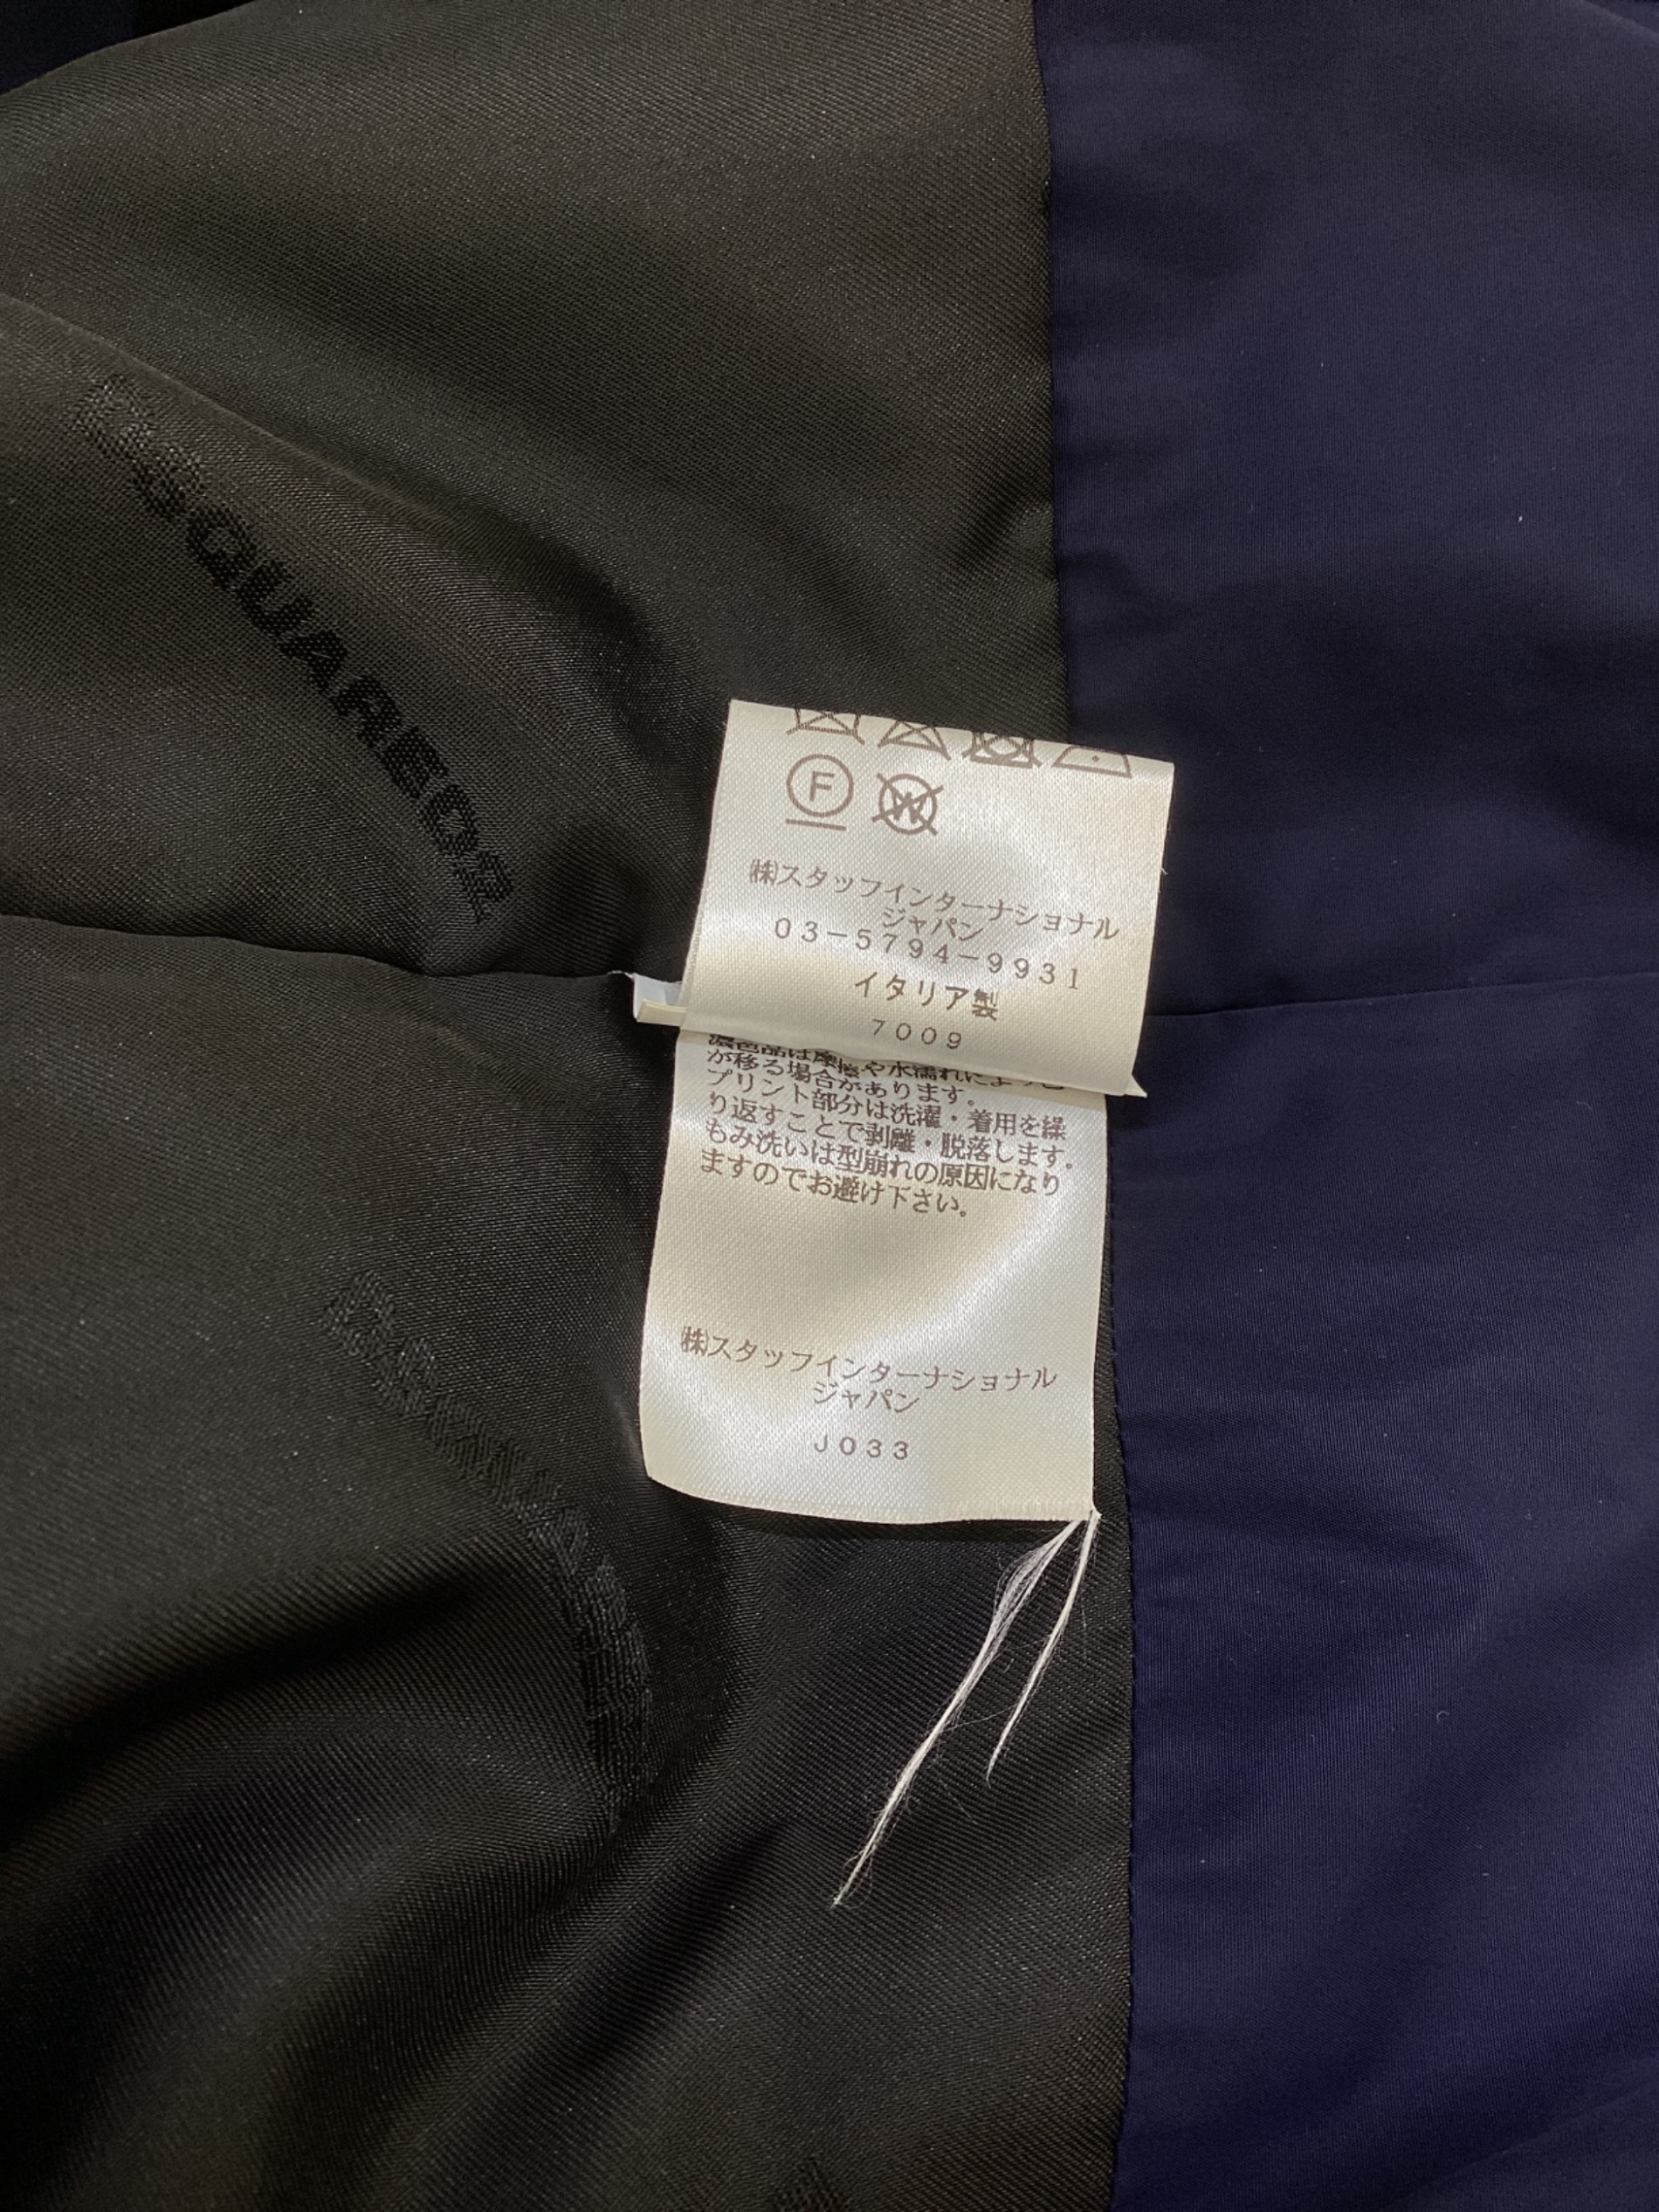 DSQUARED2
F
W
㈱スタッフインターナショナル
ジャパン
03-5794-9931
イタリア製
7009
濃色品は摩擦や水濡れによって色
が移る場合があります。
プリント部分は洗濯・着用を繰
り返すことで剥離・脱落します。
もみ洗いは型崩れの原因になり
ますのでお避け下さい。
㈱スタッフインターナショナル
ジャパン
J033